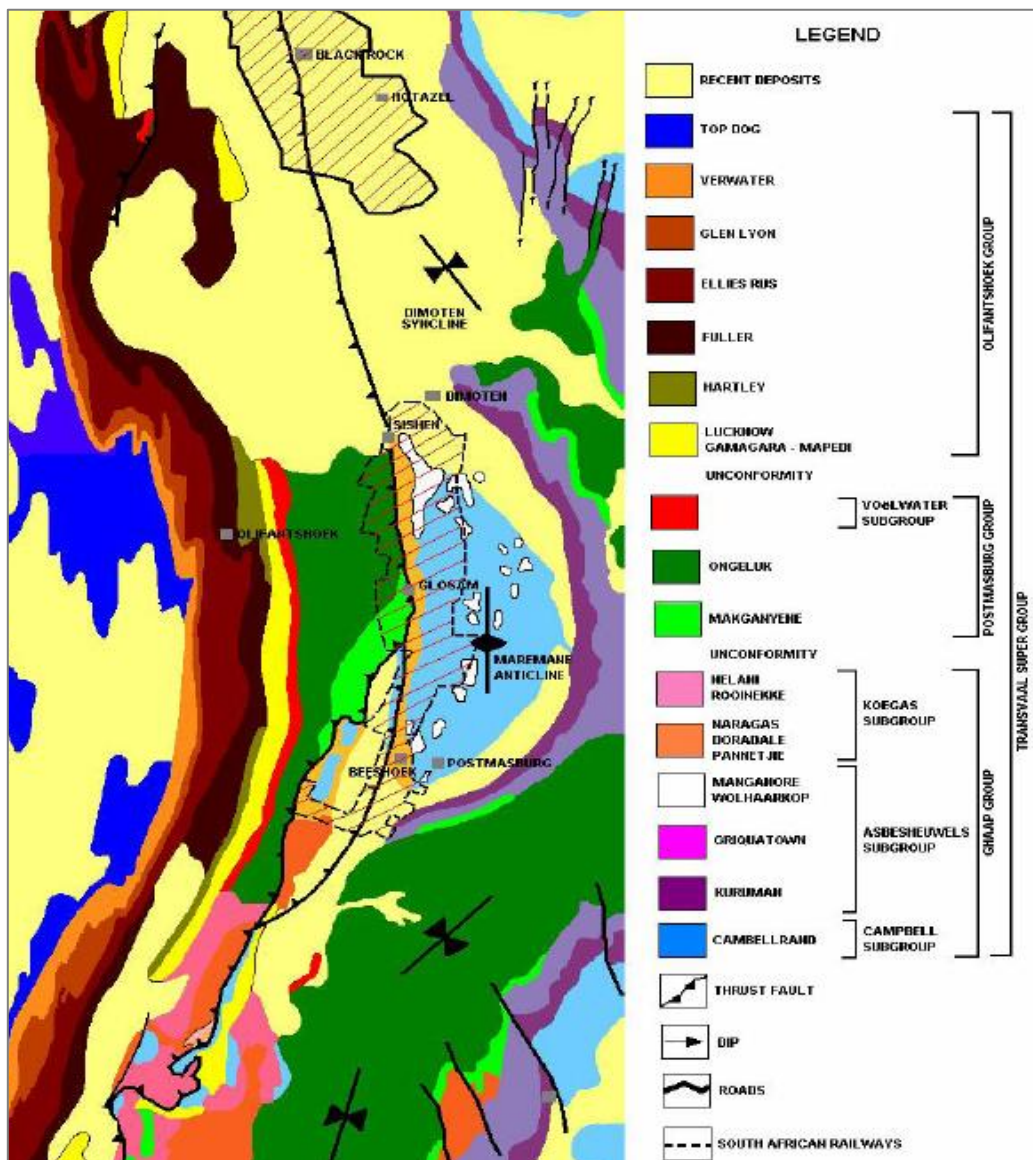 BLACK ROCK
HOTAZEL
DIMOTEN
SYNCLINE
DIMOTEN
SISHEN
OLIFANTSHOEK
GLOSAM
MAREMANE
ANTICLINE
BEESHOEK
POSTMASBURG
LEGEND
RECENT DEPOSITS
TOP DOG
VERWATER
GLEN LYON
ELLIES RUS
FULLER
HARTLEY
LUCKNOW
GAMAGARA - MAPEDI
UNCONFORMITY
VOELWATER
SUBGROUP
ONGELUK
MAKGANYENE
UNCONFORMITY
NELANI
ROOINEKKE
KOEGAS
SUBGROUP
NARAGAS
DORADALE
PANNETJIE
MANGANORE
WOLHAARKOP
GRIQUATOWN
ASBESHEUWELS
SUBGROUP
KURUMAN
CAMBELLRAND
CAMPBELL
SUBGROUP
THRUST FAULT
DIP
ROADS
SOUTH AFRICAN RAILWAYS
OLIFANTSHOEK GROUP
POSTMASBURG GROUP
GHAAP GROUP
TRANSVAAL SUPER GROUP